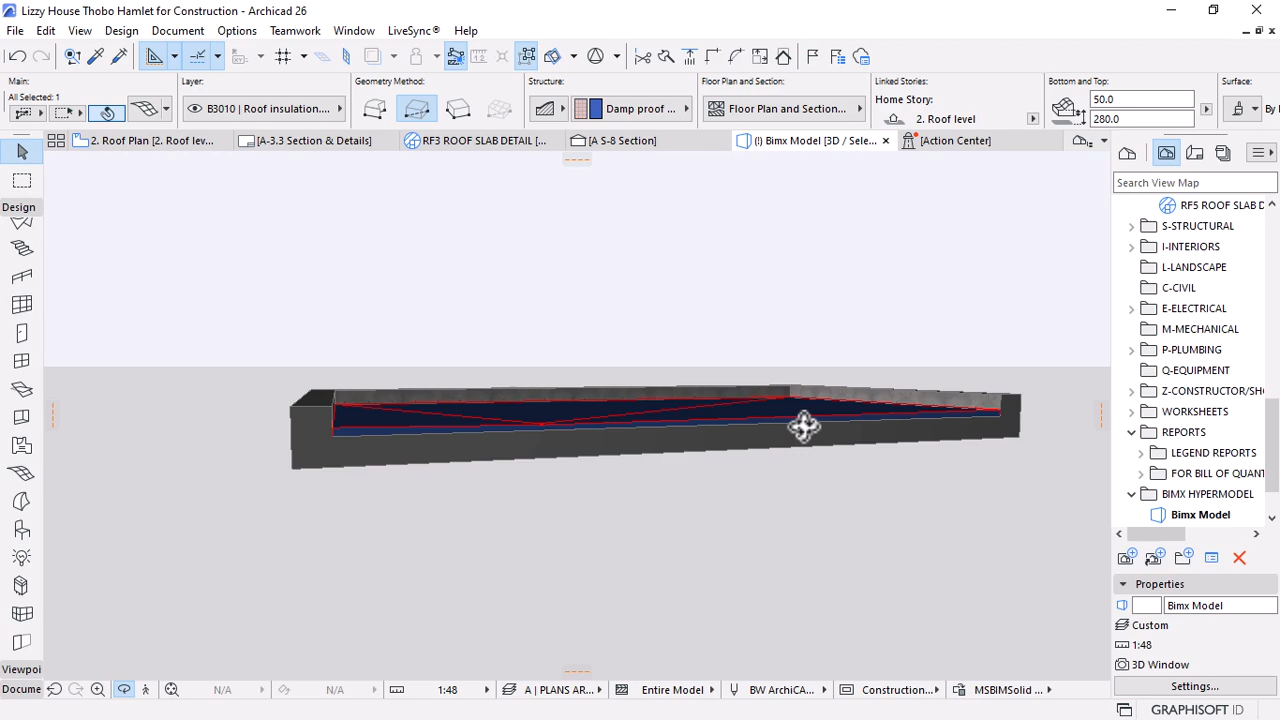 Lizzy House Thobo Hamlet for Construction - Archicad 26
File Edit View Design Document Options Teamwork Window LiveSync® Help
Main: Layer: Geometry Method: Structure: Floor Plan and Section: Linked Stories: Bottom and Top: Surface:
All Selected: 1
B3010 | Roof insulation....
Damp proof ...
Floor Plan and Section...
Home Story:
2. Roof level
50.0
280.0
By l
2. Roof Plan [2. Roof lev...
[A-3.3 Section & Details]
RF3 ROOF SLAB DETAIL [...
[A S-8 Section]
(!) Bimx Model [3D / Sele...
[Action Center]
Design
Viewpoi
Docume
Search View Map
RF5 ROOF SLAB D
S-STRUCTURAL
I-INTERIORS
L-LANDSCAPE
C-CIVIL
E-ELECTRICAL
M-MECHANICAL
P-PLUMBING
Q-EQUIPMENT
Z-CONSTRUCTOR/SH
WORKSHEETS
REPORTS
LEGEND REPORTS
FOR BILL OF QUANT
BIMX HYPERMODEL
Bimx Model
Properties
Bimx Model
Custom
1:48
3D Window
Settings...
N/A
N/A
1:48
A | PLANS AR...
Entire Model
BW ArchiCA...
Construction...
MSBIMSolid ...
GRAPHISOFT ID